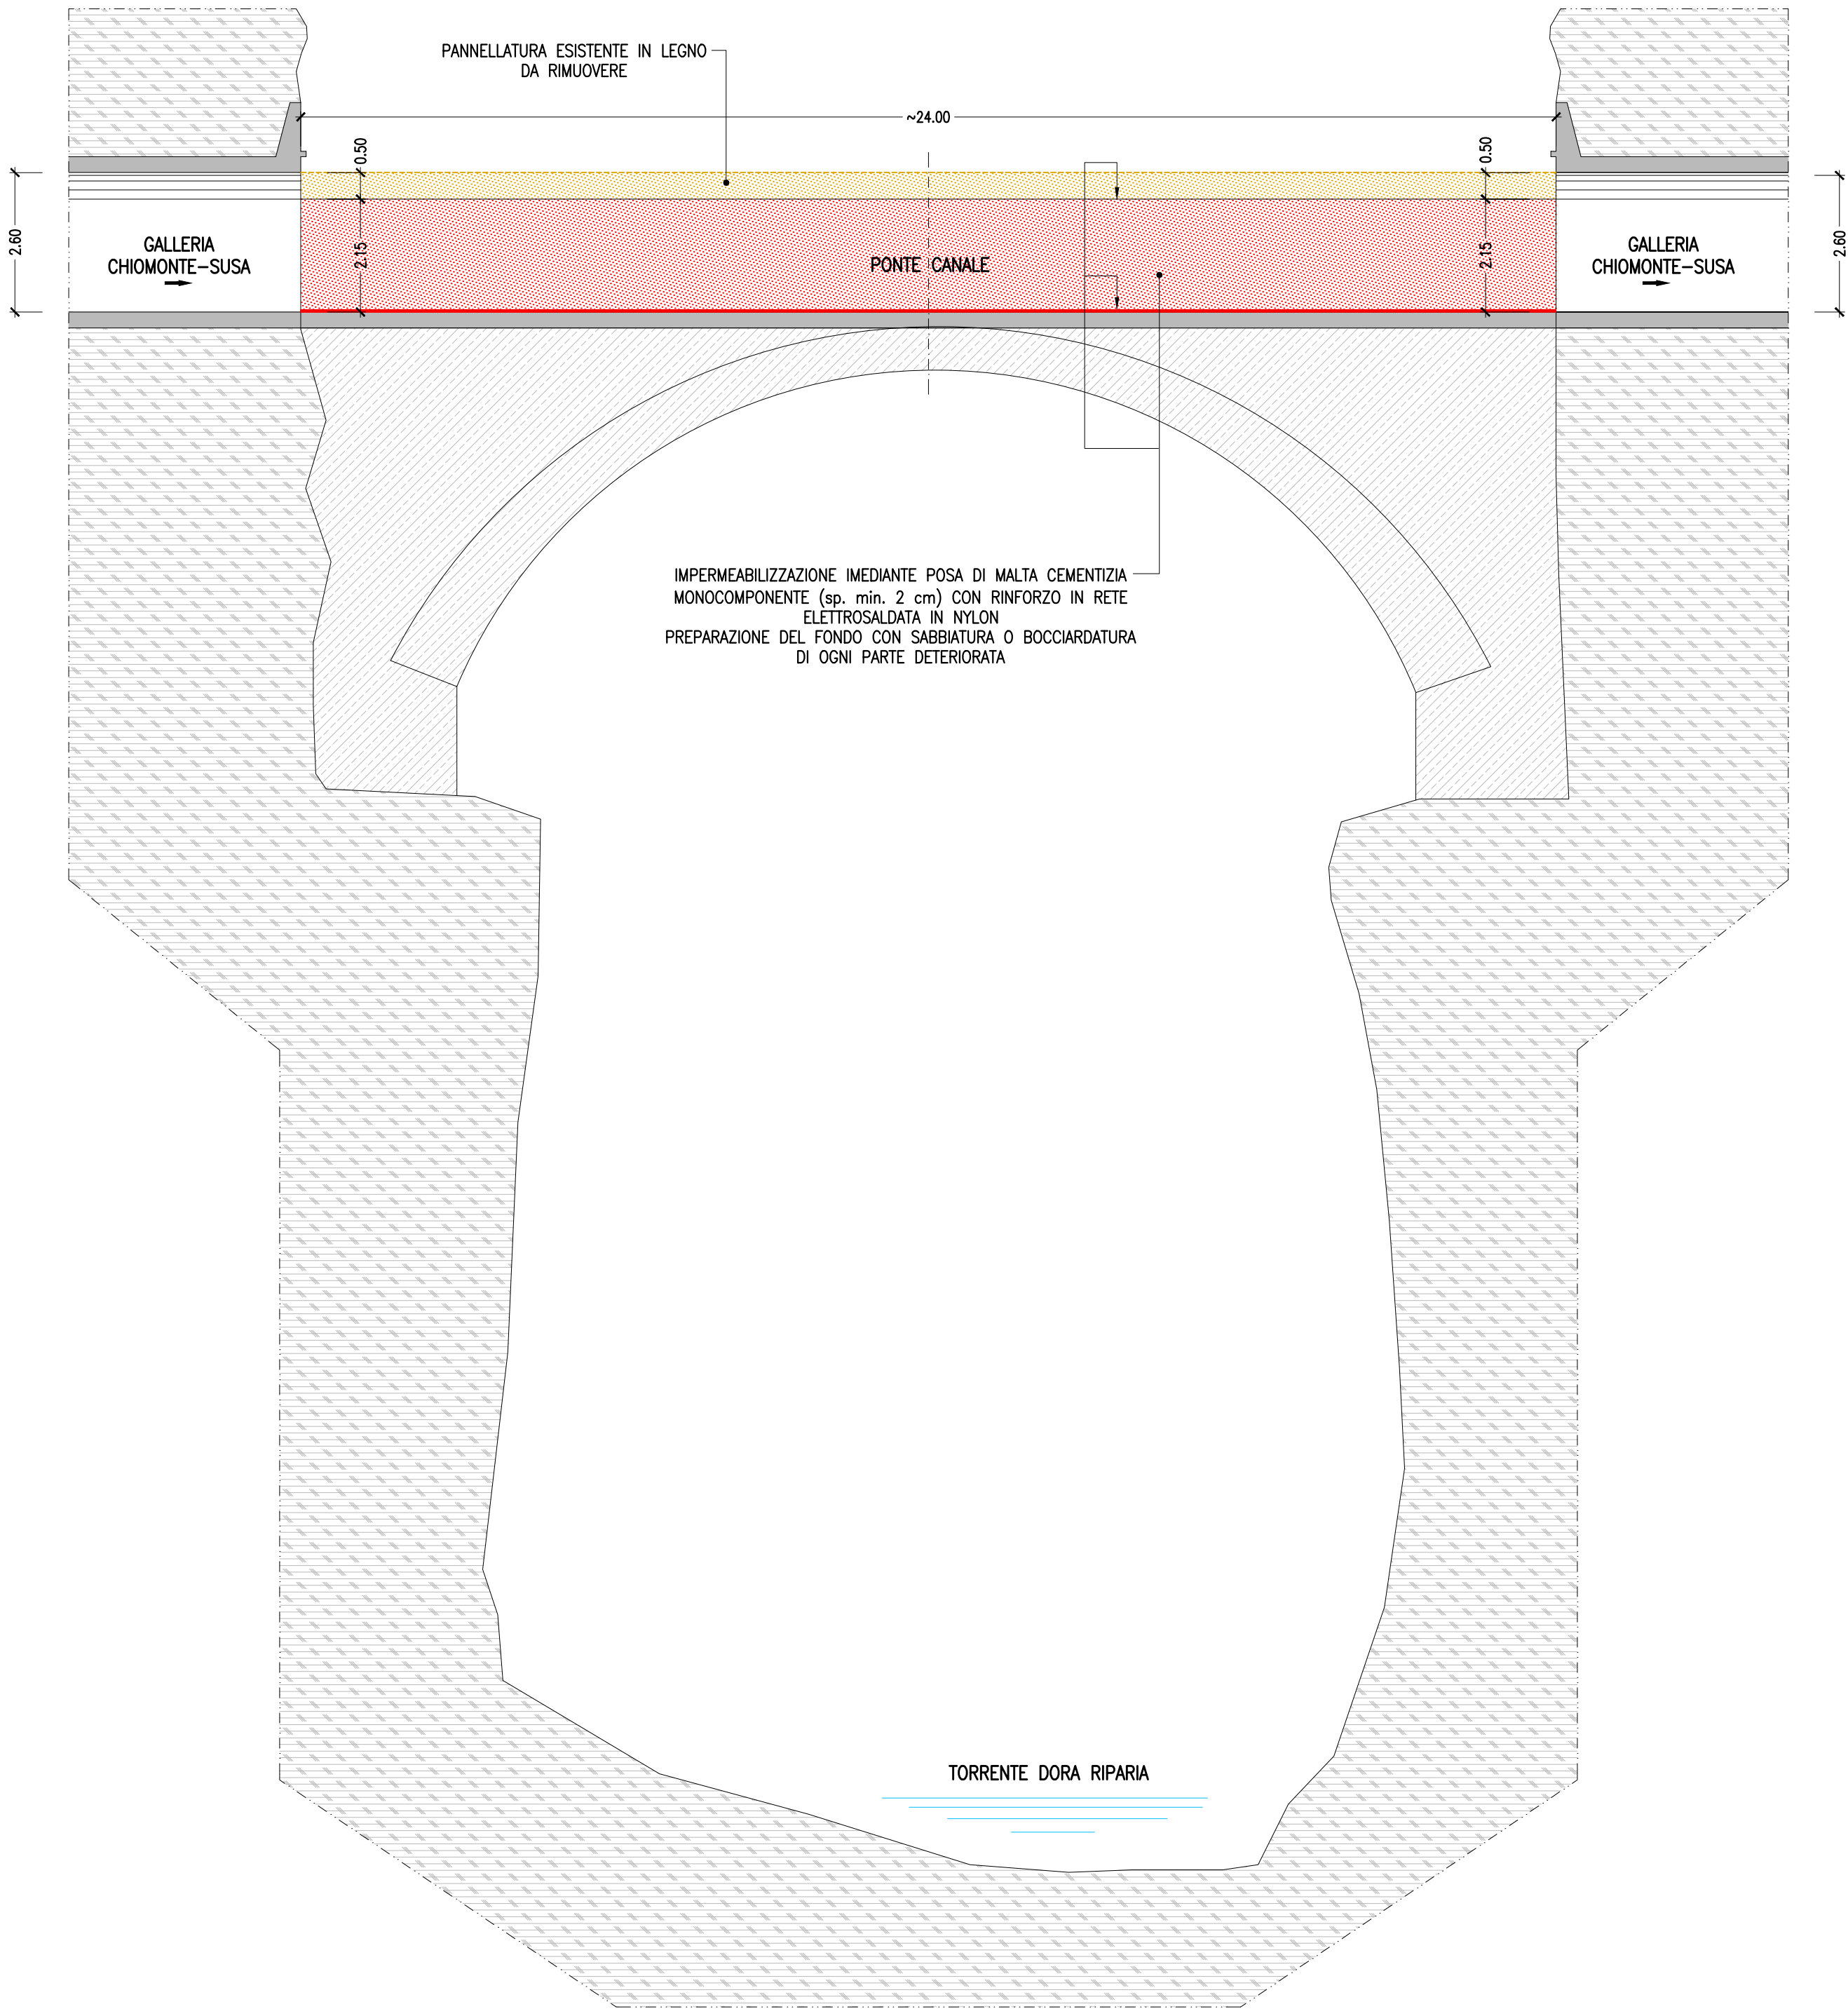 PANNELLATURA ESISTENTE IN LEGNO
DA RIMUOVERE
~24.00
0.50
0.50
2.60
GALLERIA
CHIOMONTE-SUSA
2.15
PONTE CANALE
2.15
GALLERIA
CHIOMONTE-SUSA
2.60
IMPERMEABILIZZAZIONE IMEDIANTE POSA DI MALTA CEMENTIZIA
MONOCOMPONENTE (sp. min. 2 cm) CON RINFORZO IN RETE
ELETTROSALDATA IN NYLON
PREPARAZIONE DEL FONDO CON SABBIATURA O BOCCIARDATURA
DI OGNI PARTE DETERIORATA
TORRENTE DORA RIPARIA